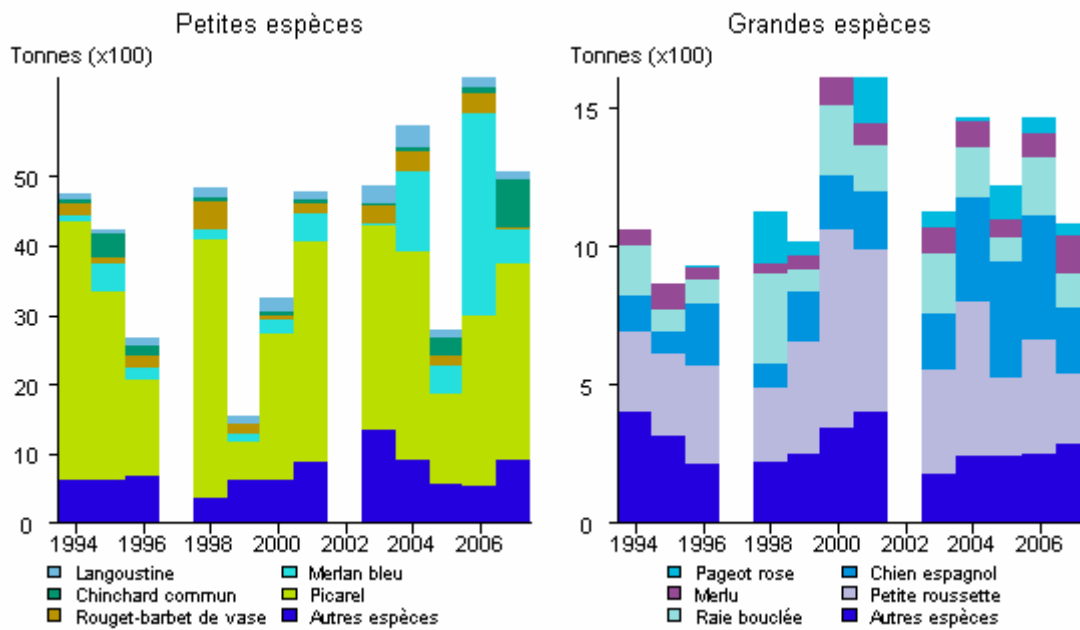 Petites espèces
Tonnes (x100)
50
40
30
20
10
0
1994 1996 1998 2000 2002 2004 2006
Langoustine
Chinchard commun
Rouget-barbet de vase
Merlan bleu
Picarel
Autres espèces
Grandes espèces
Tonnes (x100)
15
10
5
0
1994 1996 1998 2000 2002 2004 2006
Pageot rose
Merlu
Raie bouclée
Chien espagnol
Petite roussette
Autres espèces